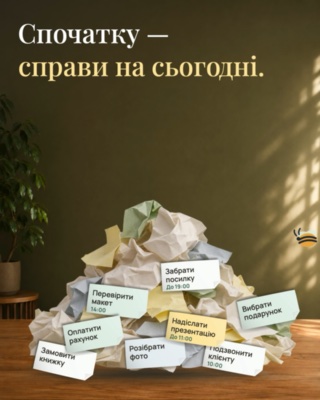 Спочатку —
справи на сьогодні.
Забрати
посилку
До 19:00
Перевірити
макет
14:00
Вибрати
подарунок
Надіслати
презентацію
До 11:00
Оплатити
рахунок
Подзвонити
клієнту
10:00
Розібрати
фото
Замовити
книжку